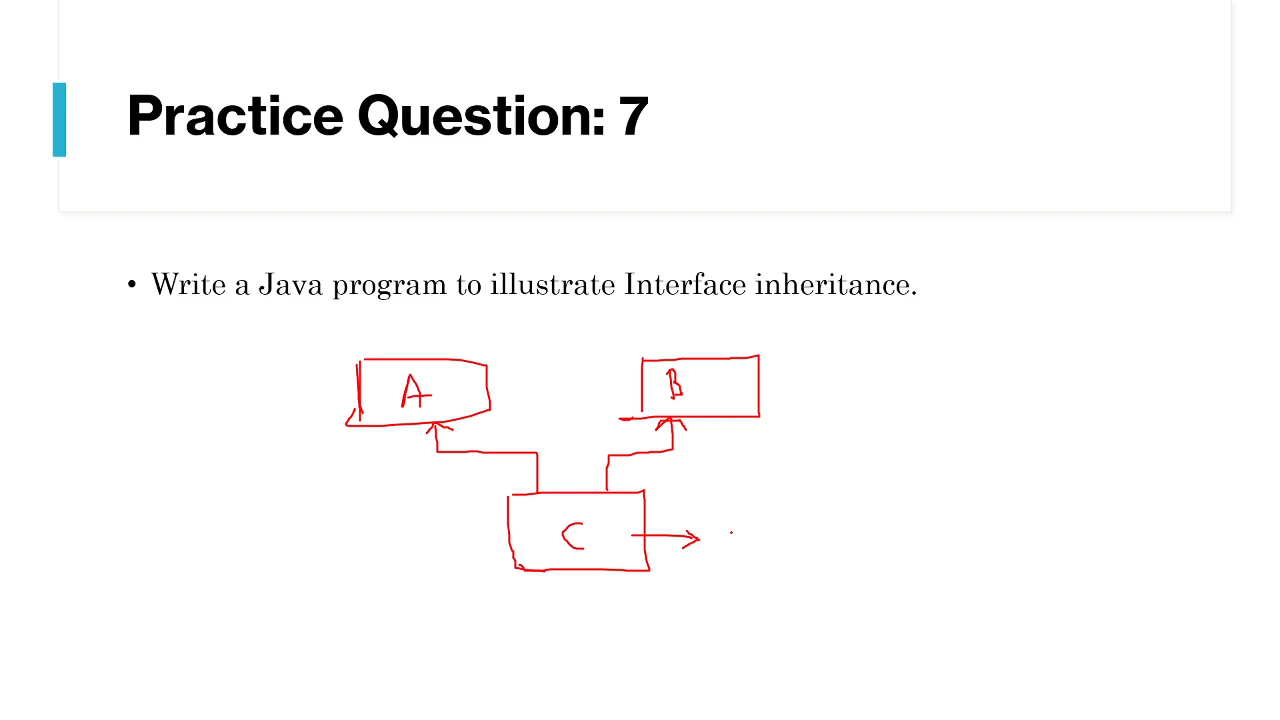 Practice Question: 7
• Write a Java program to illustrate Interface inheritance.
A
B
C